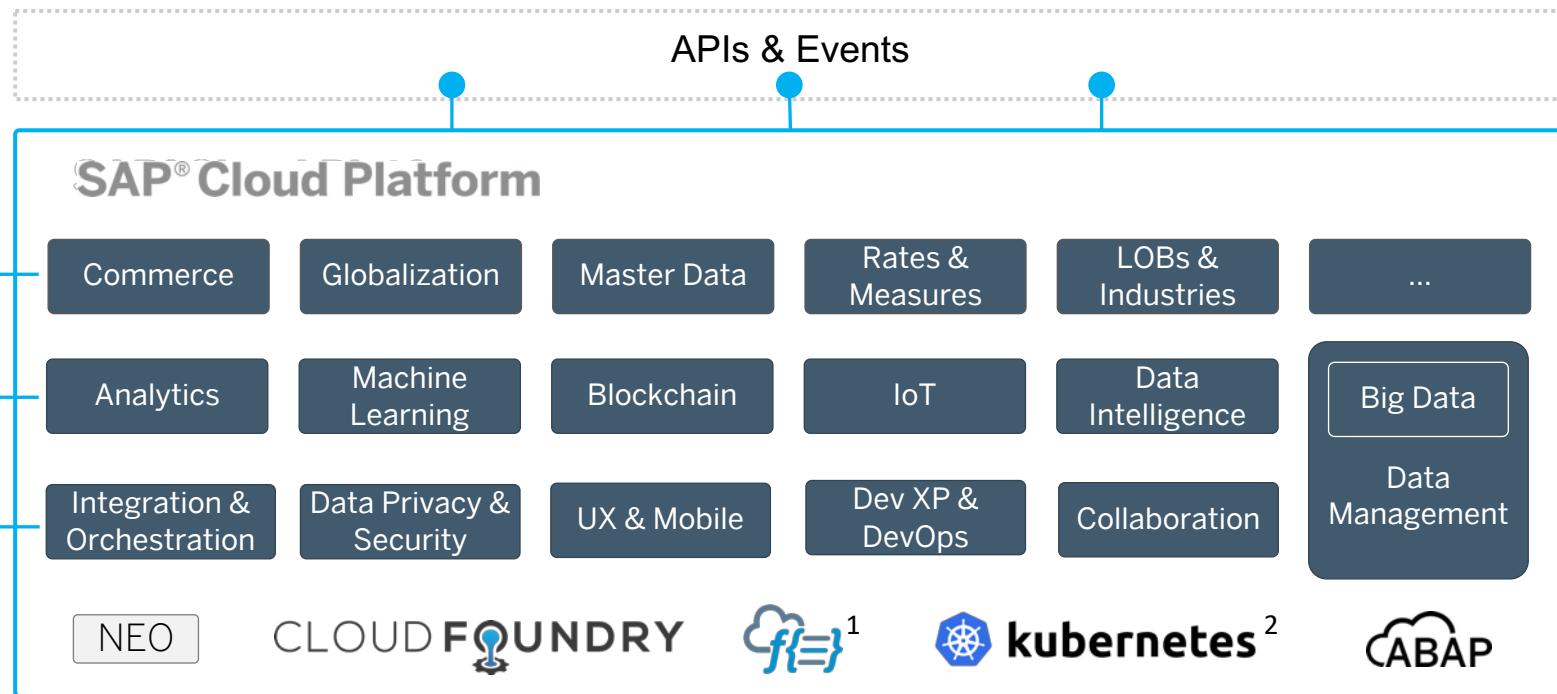 APIs & Events
SAP® Cloud Platform
Commerce
Globalization
Master Data
Rates &
Measures
LOBs &
Industries
...
Analytics
Machine
Learning
Blockchain
IoT
Data
Intelligence
Big Data
Data
Management
Integration &
Orchestration
Data Privacy &
Security
UX & Mobile
Dev XP &
DevOps
Collaboration
NEO
CLOUD FOUNDRY
f{=}1
kubernetes2
ABAP